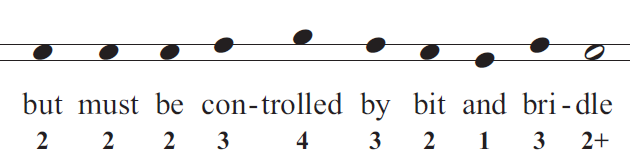 but must be con-trolled by bit and bri-dle
2 2 2 3 4 3 2 1 3 2+